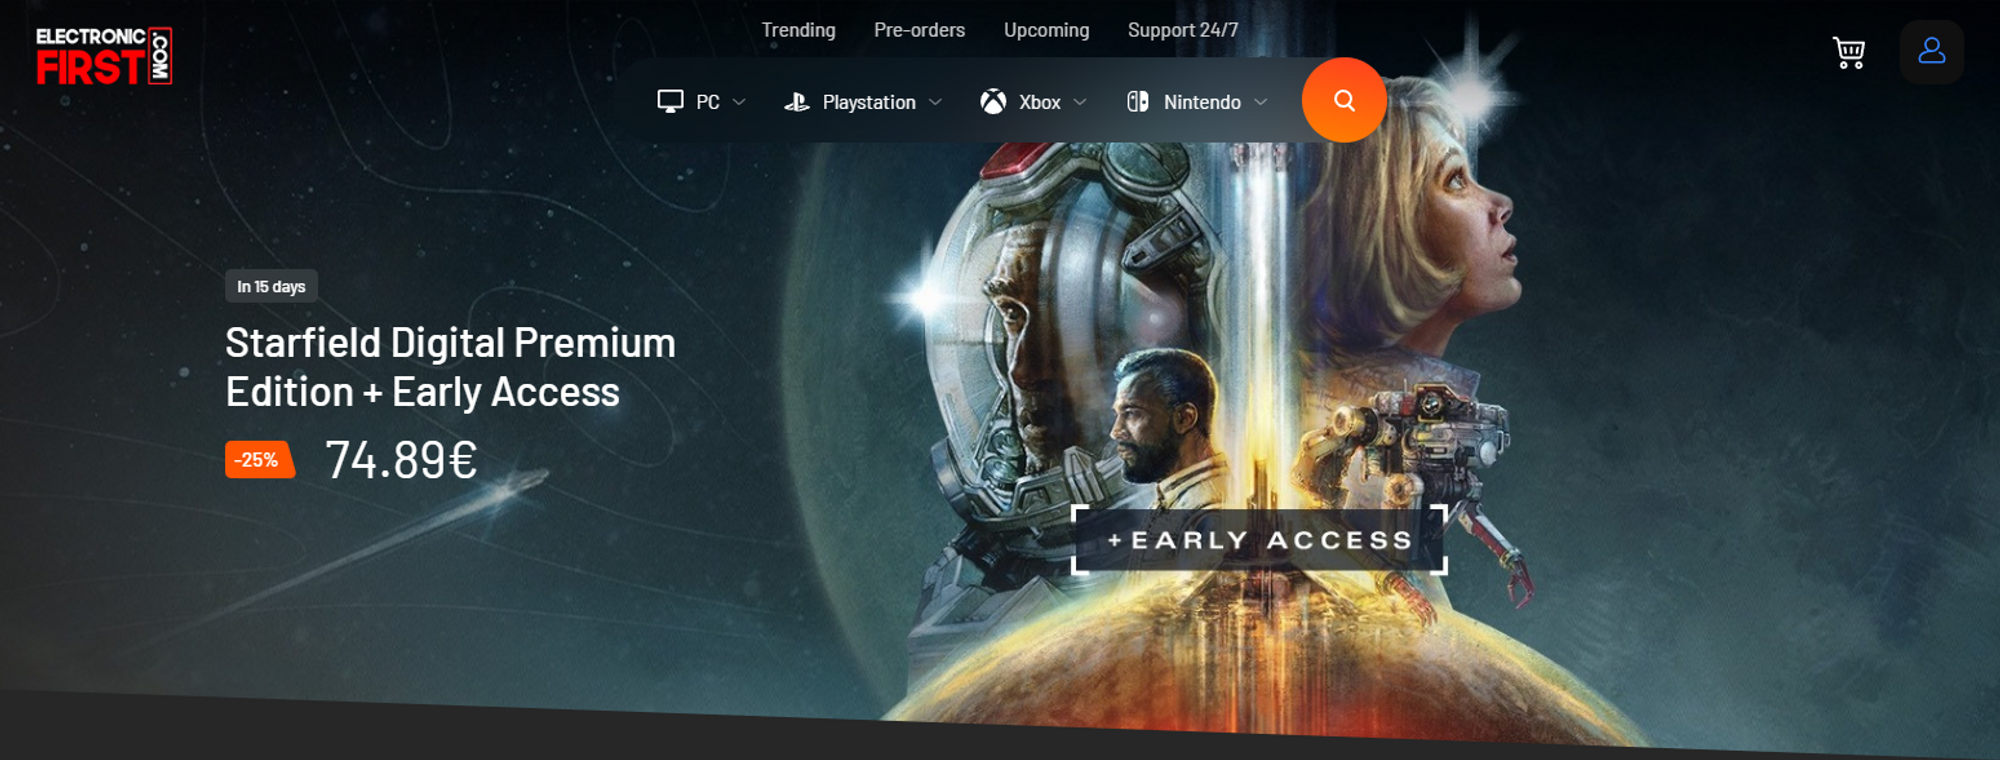 ELECTRONIC
FIRST
.COM
Trending
Pre-orders
Upcoming
Support 24/7
PC
Playstation
Xbox
Nintendo
In 15 days
Starfield Digital Premium
Edition + Early Access
-25%
74.89€
+EARLY ACCESS